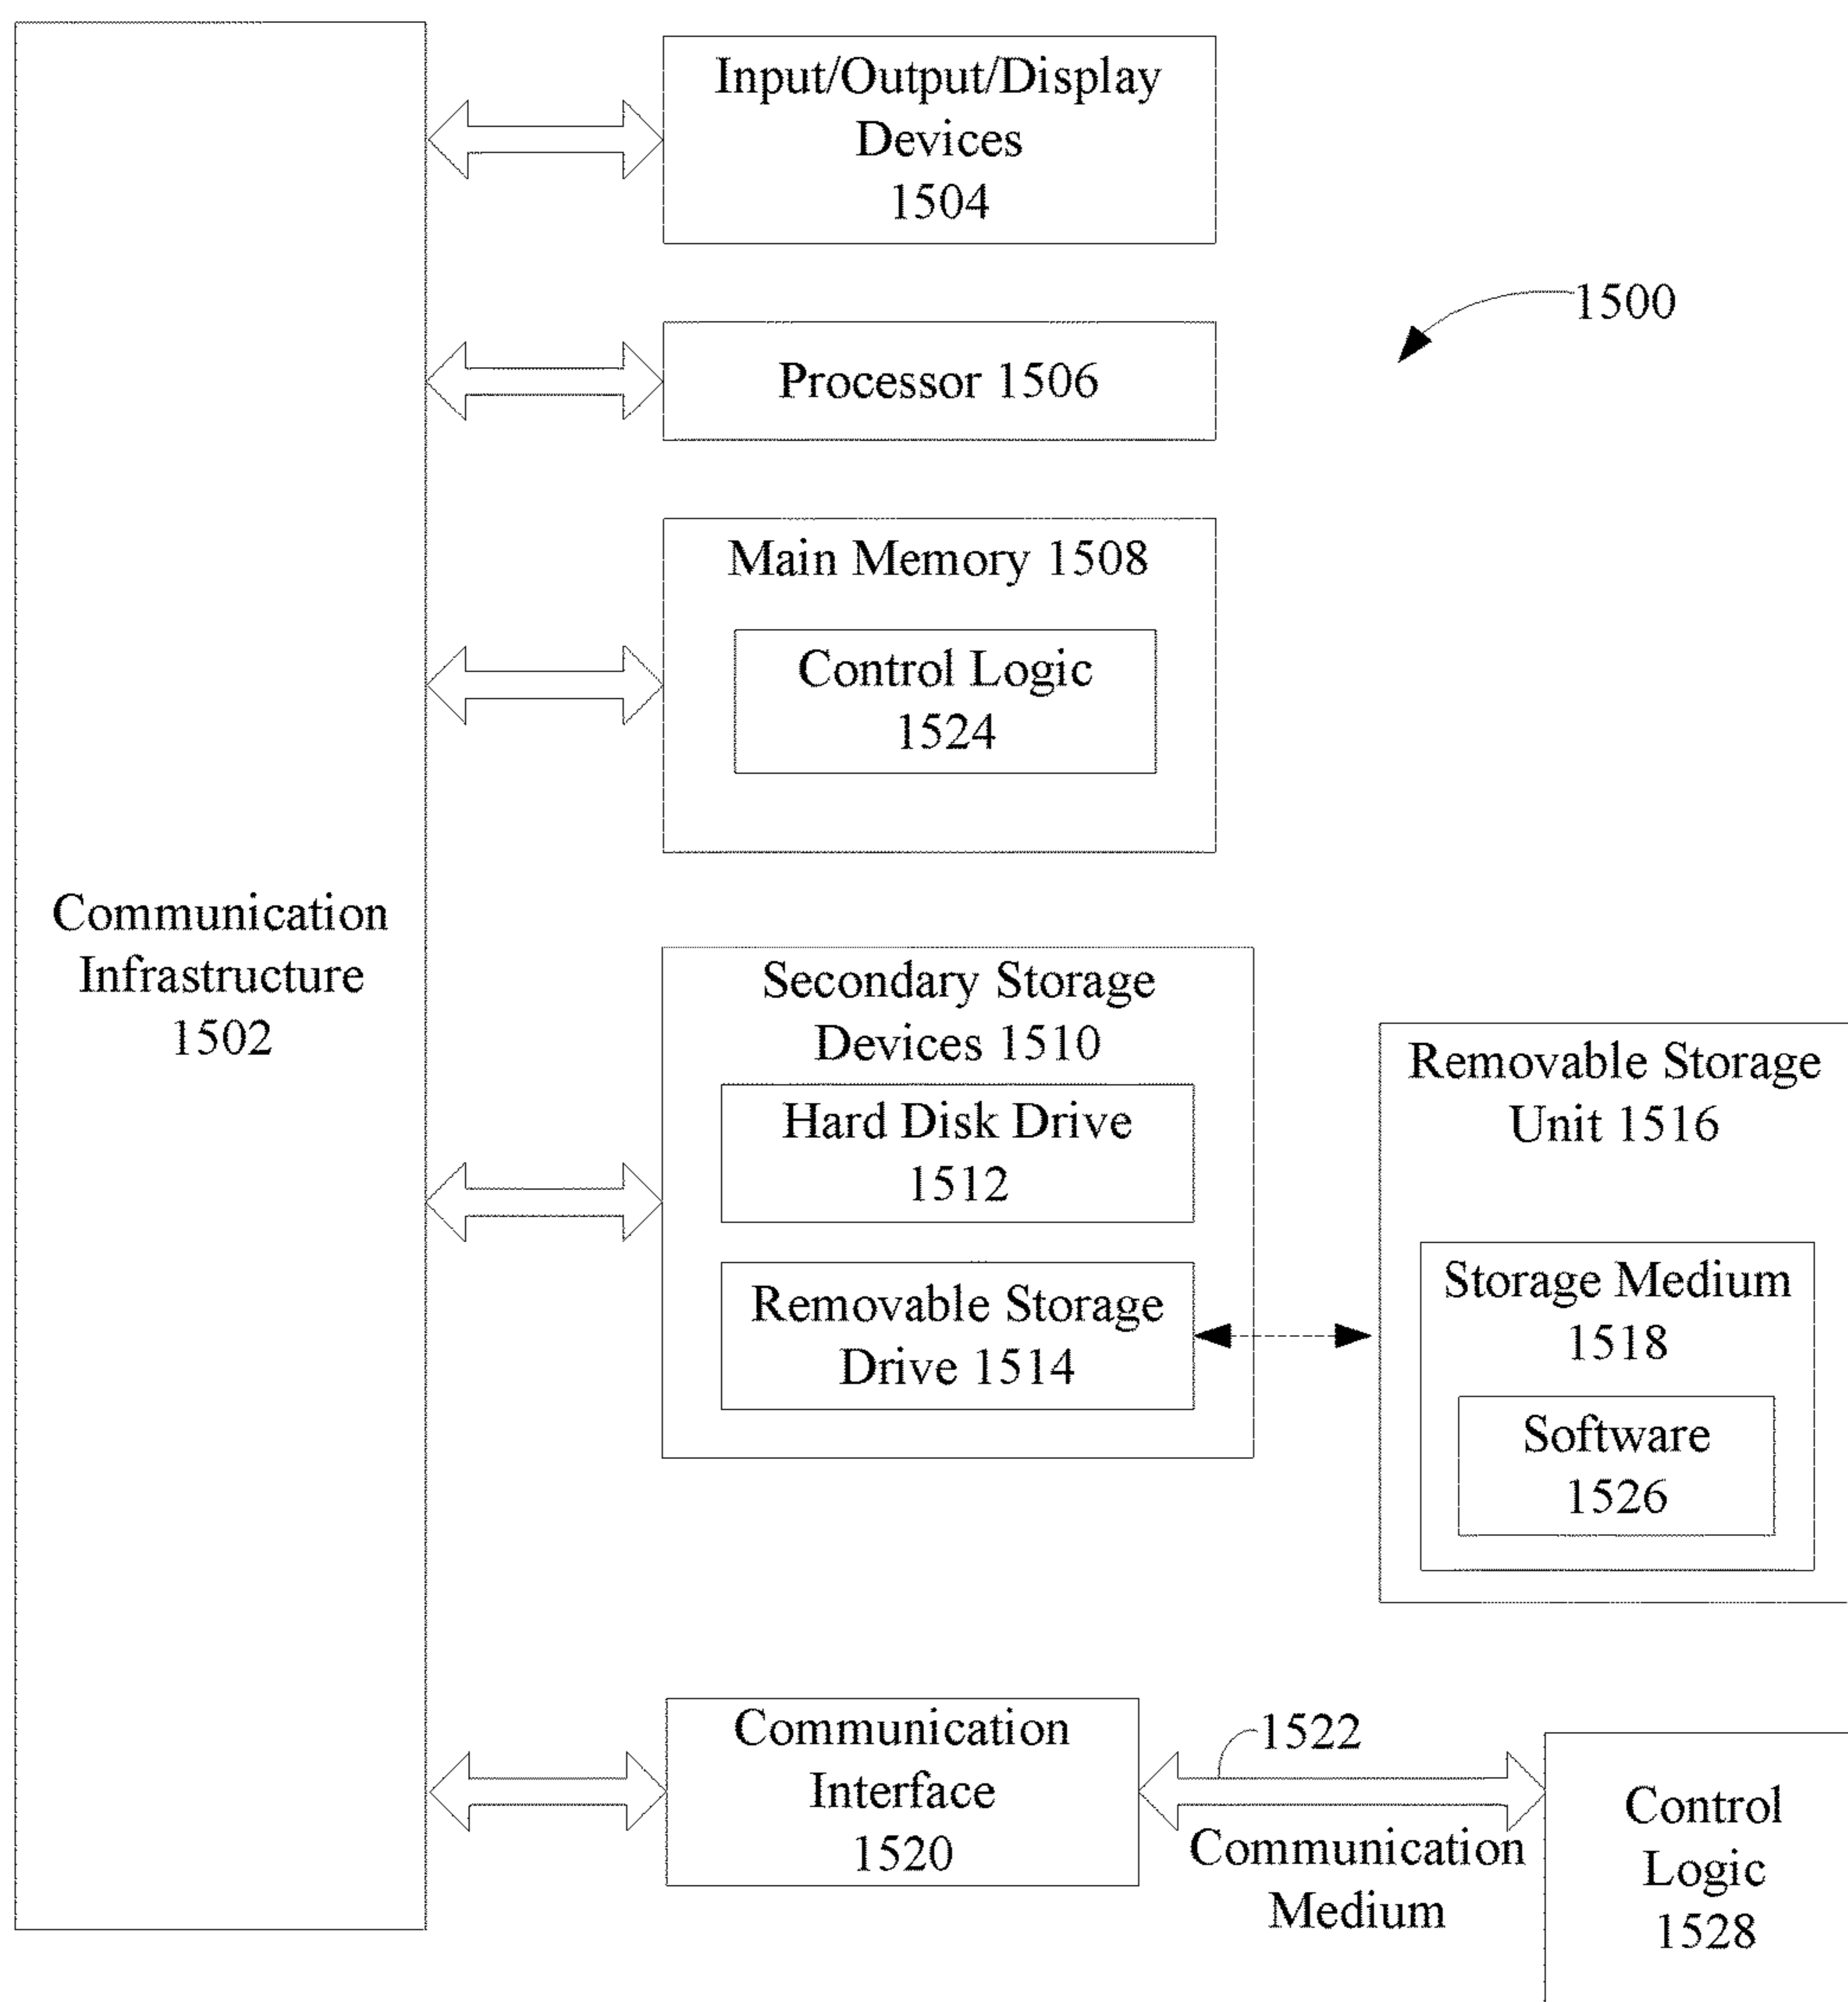 Input/Output/Display
Devices
1504
1500
Processor 1506
Main Memory 1508
Control Logic
1524
Communication
Infrastructure
1502
Secondary Storage
Devices 1510
Hard Disk Drive
1512
Removable Storage
Drive 1514
Removable Storage
Unit 1516
Storage Medium
1518
Software
1526
Communication
Interface
1520
1522
Communication
Medium
Control
Logic
1528